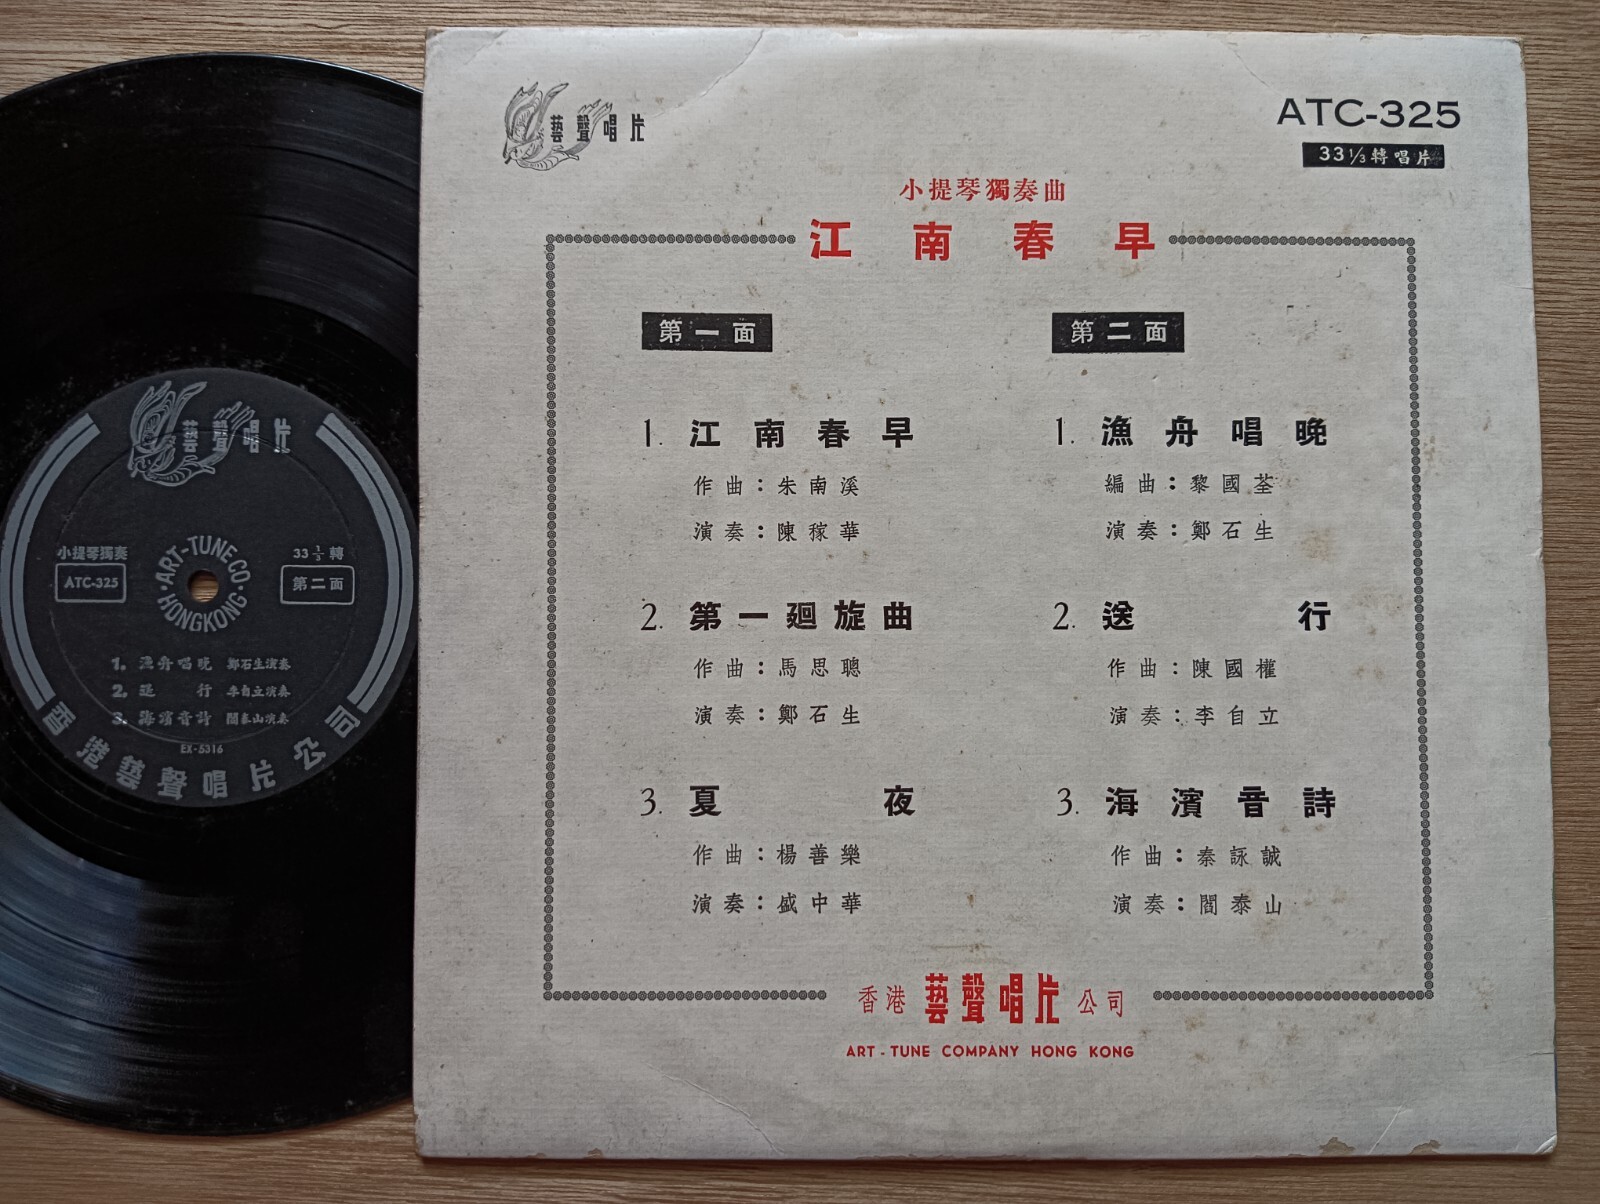 藝聲唱片
ATC-325
33 1/3 轉唱片
小提琴獨奏曲
江南春早
第一面
1. 江南春早
作曲：朱南溪
演奏：陳稼華
2. 第一廻旋曲
作曲：馬思聰
演奏：鄭石生
3. 夏夜
作曲：楊善樂
演奏：盛中華
第二面
1. 漁舟唱晚
編曲：黎國荃
演奏：鄭石生
2. 送行
作曲：陳國權
演奏：李自立
3. 海濱音詩
作曲：秦詠誠
演奏：閻泰山
香港藝聲唱片公司
ART-TUNE COMPANY HONG KONG
藝聲唱片
小提琴獨奏
ATC-325
ART-TUNE CO. HONGKONG
33 1/3 轉
第二面
1. 漁舟唱晚 鄭石生演奏
2. 送行 李自立演奏
3. 海濱音詩 閻泰山演奏
EX-5316
香港藝聲唱片公司